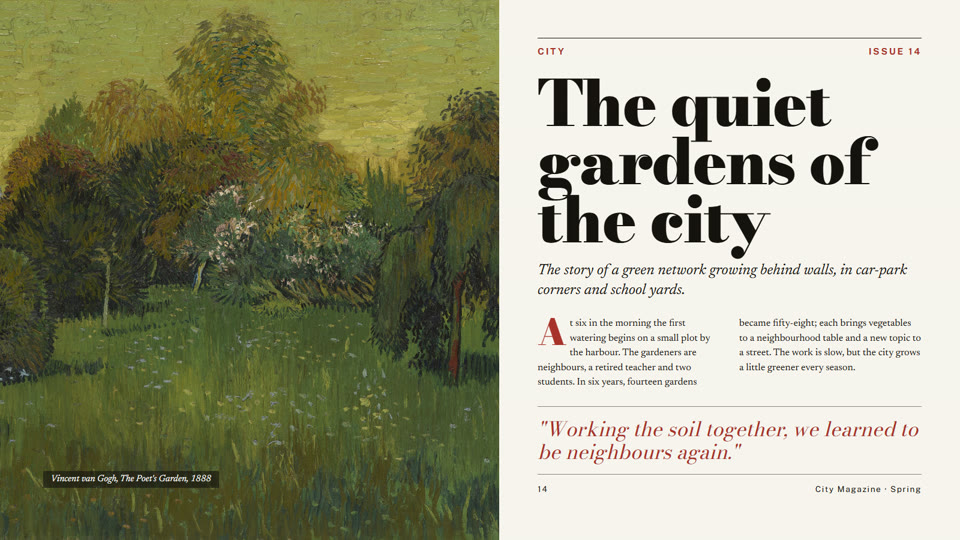 Vincent van Gogh, The Poet's Garden, 1888
CITY
ISSUE 14
The quiet
gardens of
the city
The story of a green network growing behind walls, in car-park
corners and school yards.
At six in the morning the first
watering begins on a small plot by
the harbour. The gardeners are
neighbours, a retired teacher and two
students. In six years, fourteen gardens
became fifty-eight; each brings vegetables
to a neighbourhood table and a new topic to
a street. The work is slow, but the city grows
a little greener every season.
"Working the soil together, we learned to
be neighbours again."
14
City Magazine · Spring